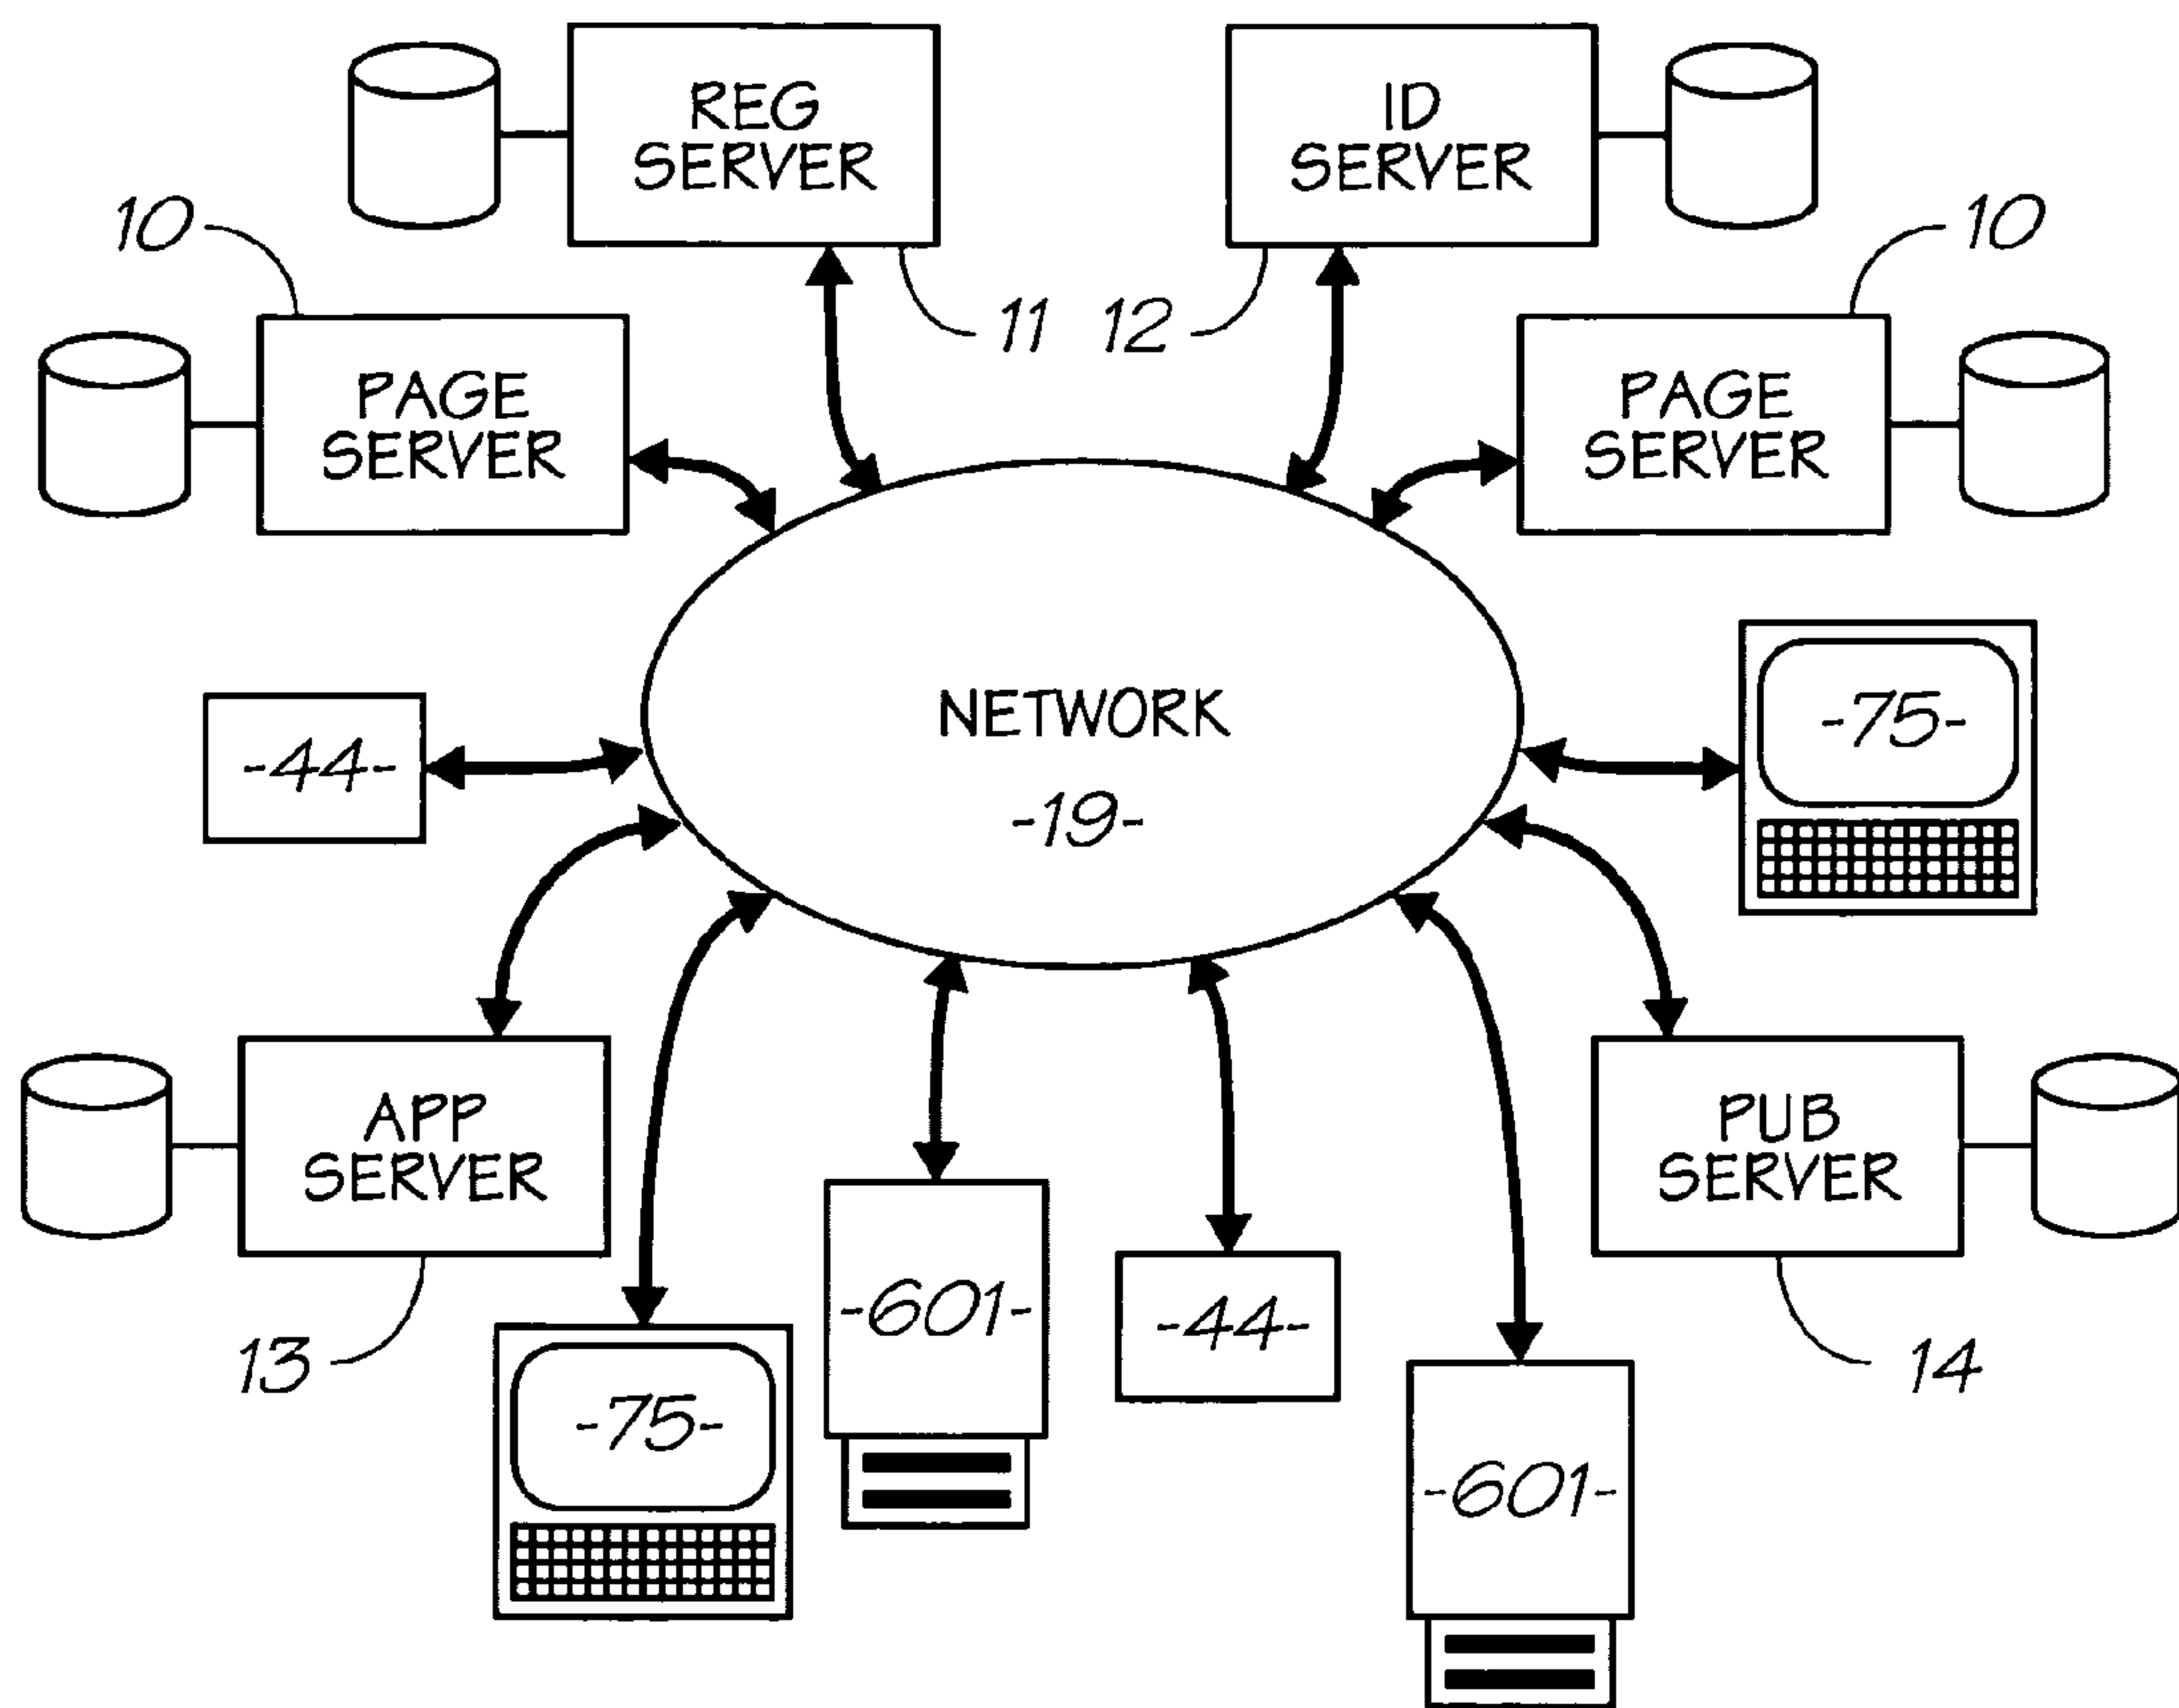 REG
SERVER
ID
SERVER
10
10
11
12
PAGE
SERVER
PAGE
SERVER
NETWORK
-19-
-75-
-44-
APP
SERVER
PUB
SERVER
-601-
-44-
13
14
-75-
-601-